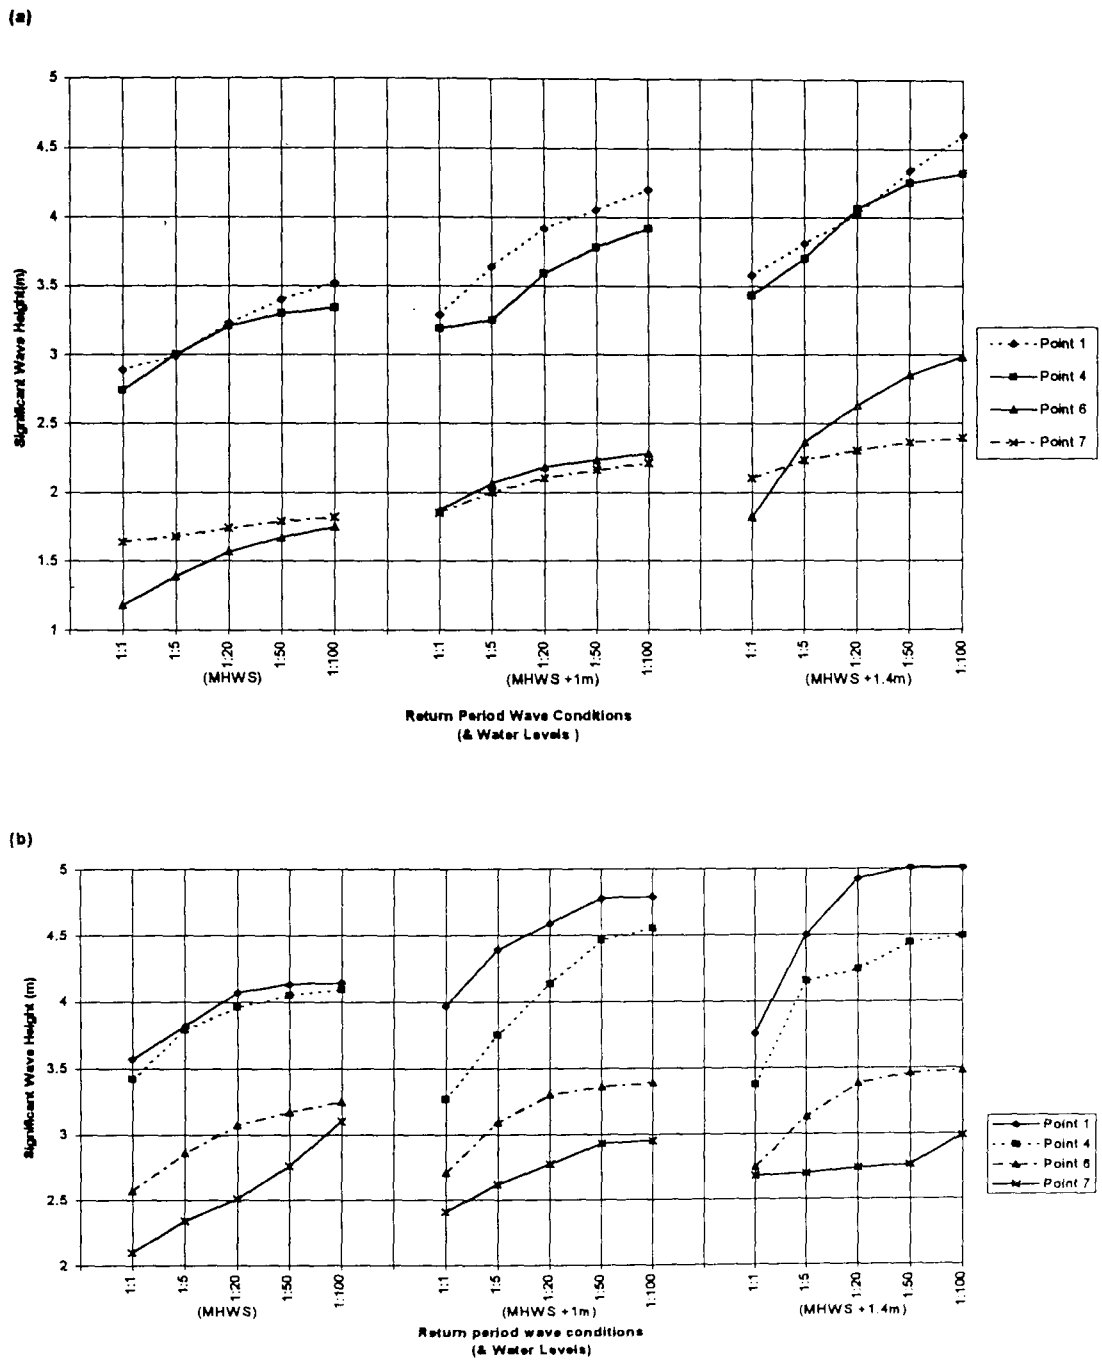 (a)
5
4.5
4
3.5
3
2.5
2
1.5
1
Significant Wave Height(m)
1:1
1:5
1:20
1:50
1:100
(MHWS)
1:1
1:5
1:20
1:50
1:100
(MHWS +1m)
1:1
1:5
1:20
1:50
1:100
(MHWS +1.4m)
Return Period Wave Conditions
(& Water Levels )
Point 1
Point 4
Point 6
Point 7
(b)
5
4.5
4
3.5
3
2.5
2
Significant Wave Height (m)
1:1
1:5
1:20
1:50
1:100
(MHWS)
1:1
1:5
1:20
1:50
1:100
(MHWS +1m)
1:1
1:5
1:20
1:50
1:100
(MHWS +1.4m)
Return period wave conditions
(& Water Levels)
Point 1
Point 4
Point 6
Point 7